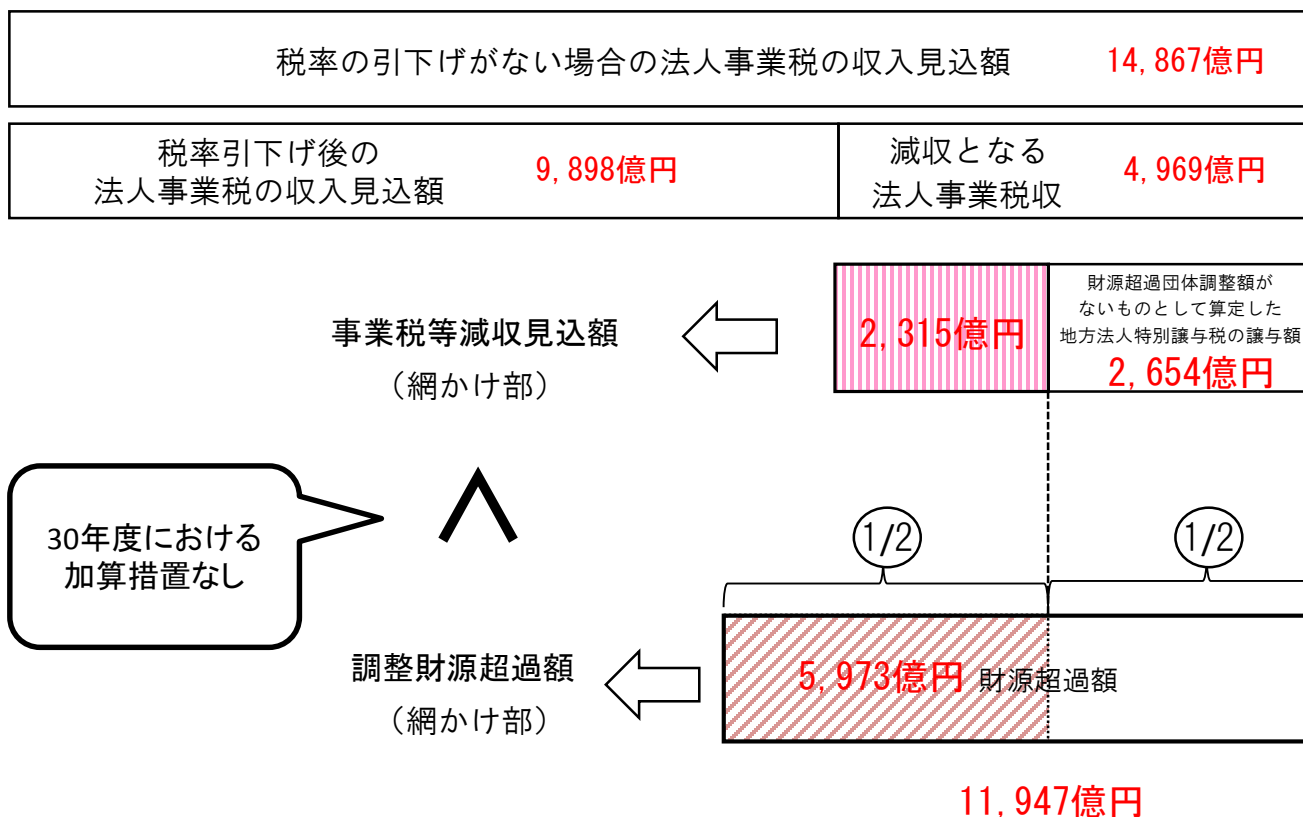 税率の引下げがない場合の法人事業税の収入見込額 14,867億円
税率引下げ後の
法人事業税の収入見込額
9,898億円
減収となる
法人事業税収
4,969億円
事業税等減収見込額
（網かけ部）
2,315億円
財源超過団体調整額が
ないものとして算定した
地方法人特別譲与税の譲与額
2,654億円
30年度における
加算措置なし
1/2
1/2
調整財源超過額
（網かけ部）
5,973億円 財源超過額
11,947億円